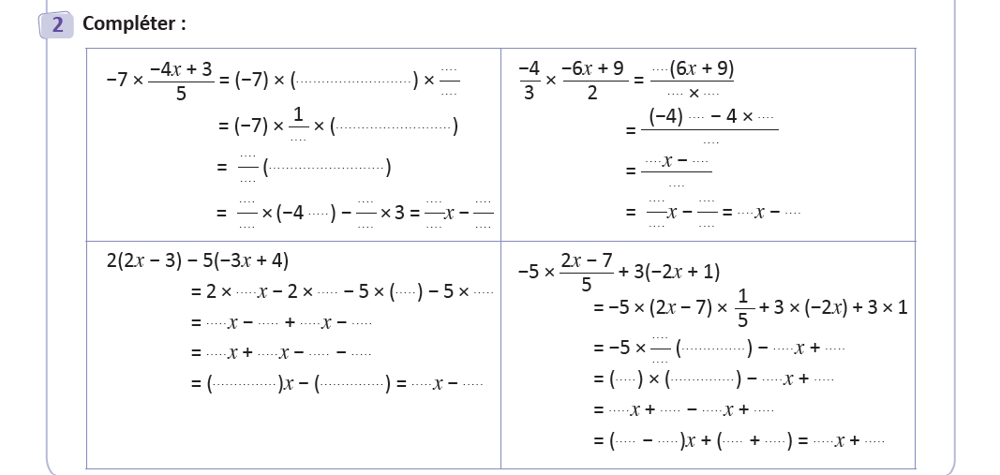 2 Compléter :
−7 × (−4x + 3)/5 = (−7) × (..........................) × ..../....
= (−7) × 1/.... × (..........................)
= ..../.... (..........................)
= ..../.... × (−4 .....) − ..../.... × 3 = ..../....x − ..../....
−4/3 × (−6x + 9)/2 = ....(6x + 9)/(.... × ....)
= ((−4) .... − 4 × ....)/....
= (....x − ....)/....
= ..../....x − ..../.... = ....x − ....
2(2x − 3) − 5(−3x + 4)
= 2 × .....x − 2 × ..... − 5 × (.....) − 5 × .....
= .....x − ..... + .....x − .....
= .....x + .....x − ..... − .....
= (...............)x − (...............) = .....x − .....
−5 × (2x − 7)/5 + 3(−2x + 1)
= −5 × (2x − 7) × 1/5 + 3 × (−2x) + 3 × 1
= −5 × ..../.... (...............) − .....x + .....
= (.....) × (...............) − .....x + .....
= .....x + ..... − .....x + .....
= (..... − .....)x + (..... + .....) = .....x + .....